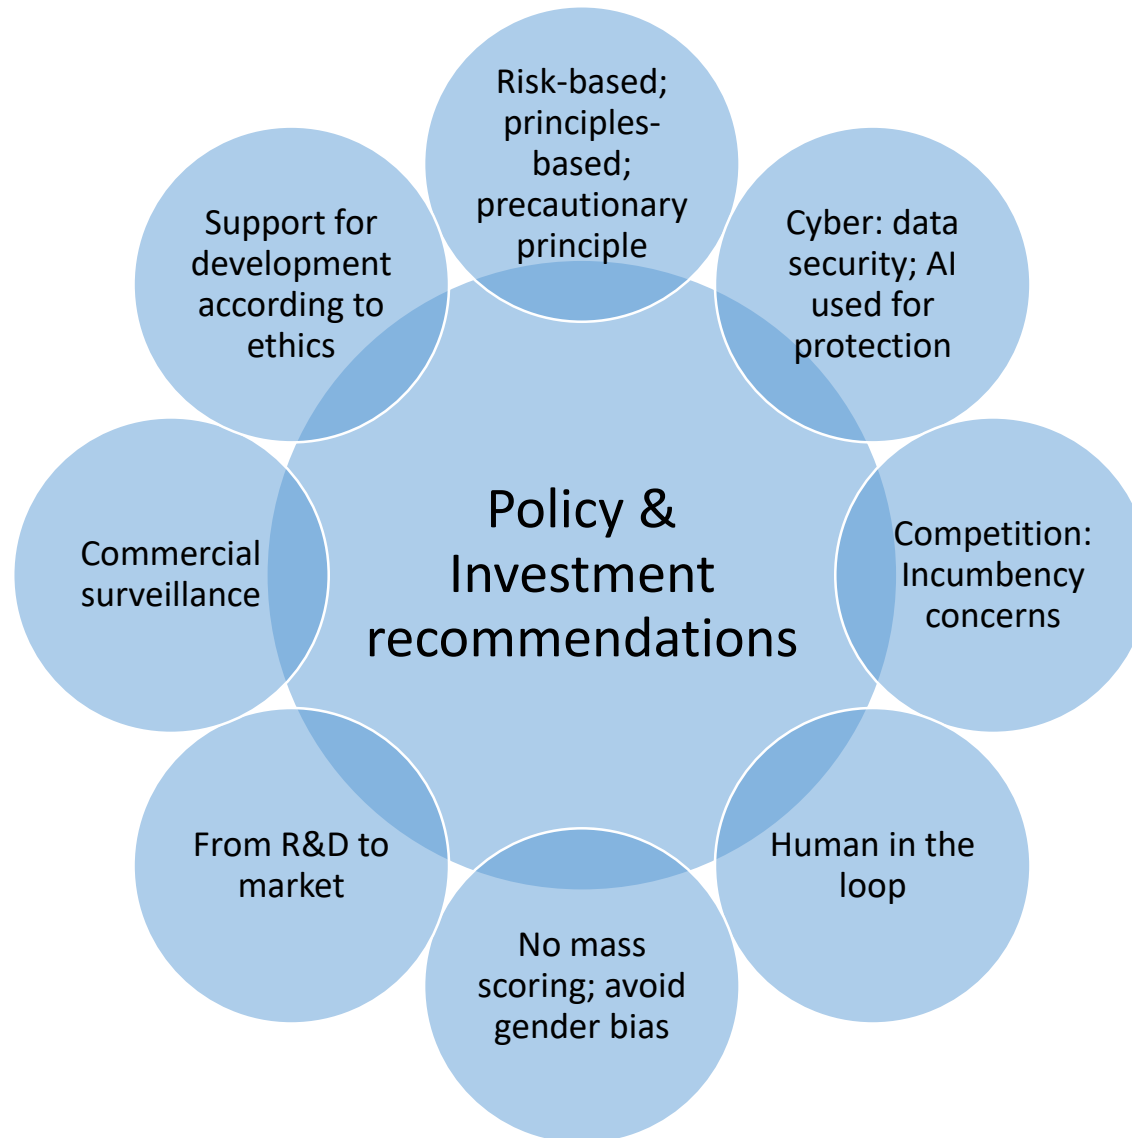 Risk-based;
principles-
based;
precautionary
principle
Cyber: data
security; AI
used for
protection
Competition:
Incumbency
concerns
Human in the
loop
No mass
scoring; avoid
gender bias
From R&D to
market
Commercial
surveillance
Support for
development
according to
ethics
Policy &
Investment
recommendations